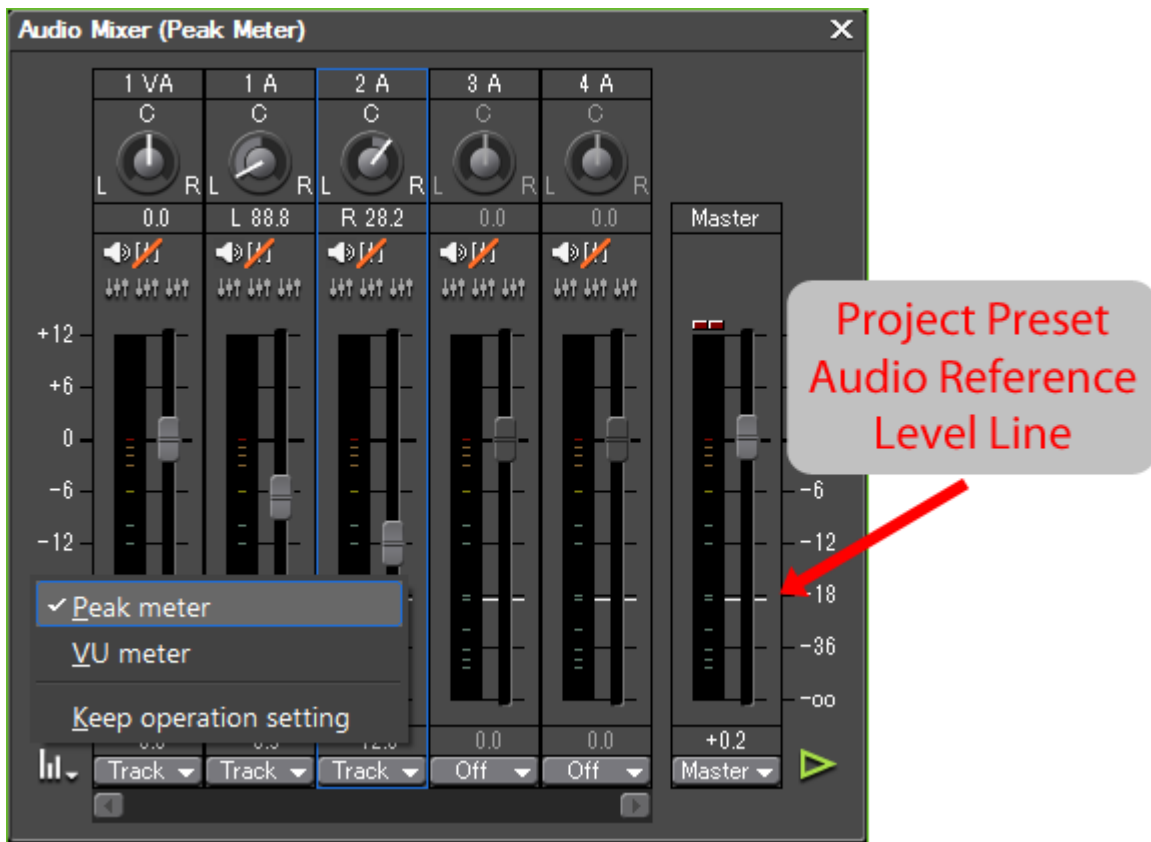 Audio Mixer (Peak Meter)
1 VA 1 A 2 A 3 A 4 A
C C C C C
L R L R L R L R L R
0.0 L 88.8 R 28.2 0.0 0.0 Master
+12
+6
0
-6 -6
-12 -12
Project Preset
Audio Reference
Level Line
-18
-36
-oo
✓ Peak meter
VU meter
Keep operation setting
0.0 0.0 +0.2
Track Track Track Off Off Master